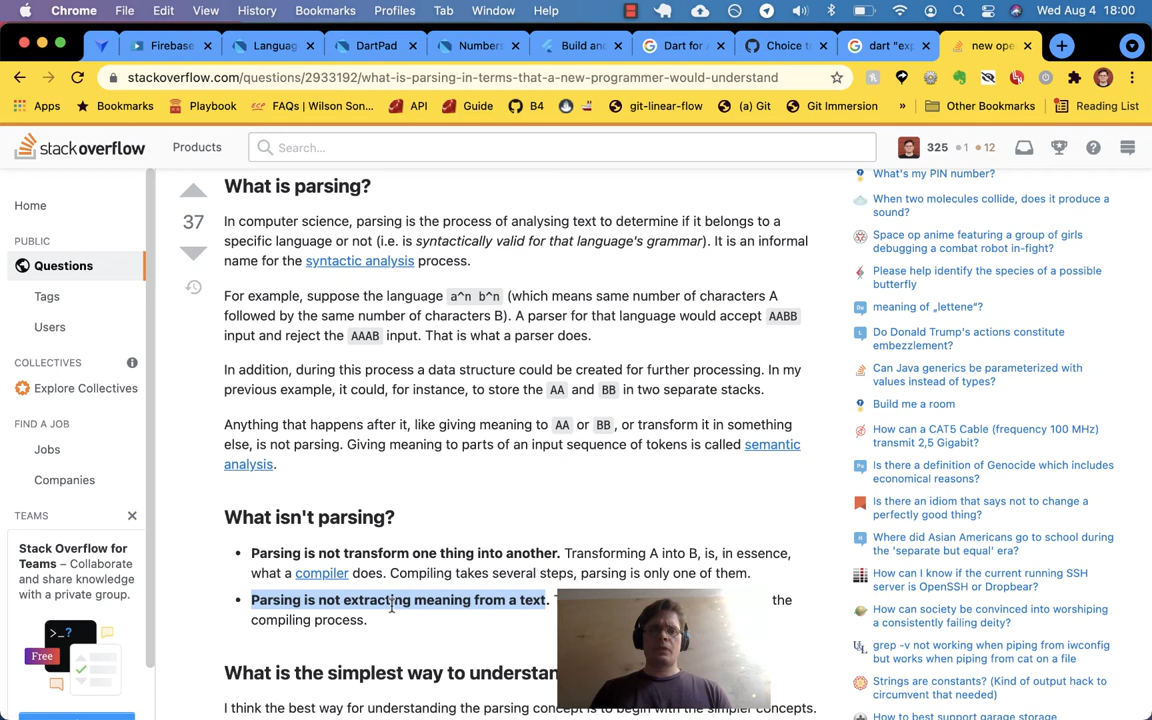 Chrome File Edit View History Bookmarks Profiles Tab Window Help Wed Aug 4 18:00
Firebase Languag DartPad Numbers Build and Dart for Choice t dart "exp new ope
stackoverflow.com/questions/2933192/what-is-parsing-in-terms-that-a-new-programmer-would-understand
Apps Bookmarks Playbook FAQs | Wilson Son... API Guide B4 git-linear-flow (a) Git Git Immersion » Other Bookmarks Reading List
stackoverflow Products Search... 325 1 12
Home
PUBLIC
Questions
Tags
Users
COLLECTIVES
Explore Collectives
FIND A JOB
Jobs
Companies
TEAMS
Stack Overflow for
Teams – Collaborate
and share knowledge
with a private group.
>_?
Free
What is parsing?
37
In computer science, parsing is the process of analysing text to determine if it belongs to a
specific language or not (i.e. is syntactically valid for that language's grammar). It is an informal
name for the syntactic analysis process.
For example, suppose the language a^n b^n (which means same number of characters A
followed by the same number of characters B). A parser for that language would accept AABB
input and reject the AAAB input. That is what a parser does.
In addition, during this process a data structure could be created for further processing. In my
previous example, it could, for instance, to store the AA and BB in two separate stacks.
Anything that happens after it, like giving meaning to AA or BB, or transform it in something
else, is not parsing. Giving meaning to parts of an input sequence of tokens is called semantic
analysis.
What isn't parsing?
• Parsing is not transform one thing into another. Transforming A into B, is, in essence,
what a compiler does. Compiling takes several steps, parsing is only one of them.
• Parsing is not extracting meaning from a text. the
compiling process.
What is the simplest way to understan
I think the best way for understanding the parsing concept is to begin with the simpler concepts.
What's my PIN number?
When two molecules collide, does it produce a
sound?
Space op anime featuring a group of girls
debugging a combat robot in-fight?
Please help identify the species of a possible
butterfly
meaning of „lettene"?
Do Donald Trump's actions constitute
embezzlement?
Can Java generics be parameterized with
values instead of types?
Build me a room
How can a CAT5 Cable (frequency 100 MHz)
transmit 2,5 Gigabit?
Is there a definition of Genocide which includes
economical reasons?
Is there an idiom that says not to change a
perfectly good thing?
Where did Asian Americans go to school during
the 'separate but equal' era?
How can I know if the current running SSH
server is OpenSSH or Dropbear?
How can society be convinced into worshiping
a consistently failing deity?
grep -v not working when piping from iwconfig
but works when piping from cat on a file
Strings are constants? (Kind of output hack to
circumvent that needed)
How to best support garage storage